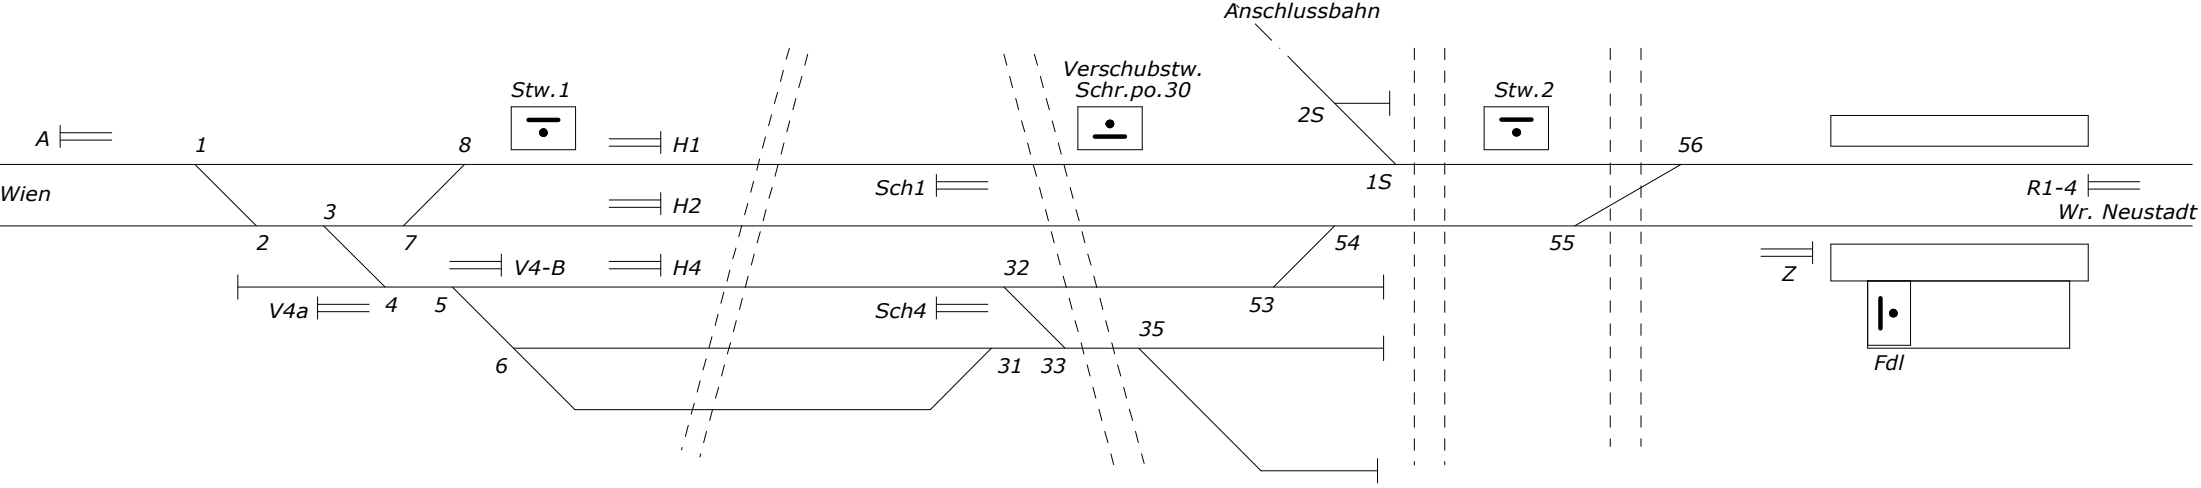 Anschlussbahn
Verschubstw.
Schr.po.30
Stw.1
Stw.2
2S
A
1
8
H1
56
Wien
Sch1
1S
R1-4
3
H2
Wr. Neustadt
2
7
54
55
V4-B
H4
32
Z
V4a
4
5
Sch4
53
35
6
31
33
Fdl